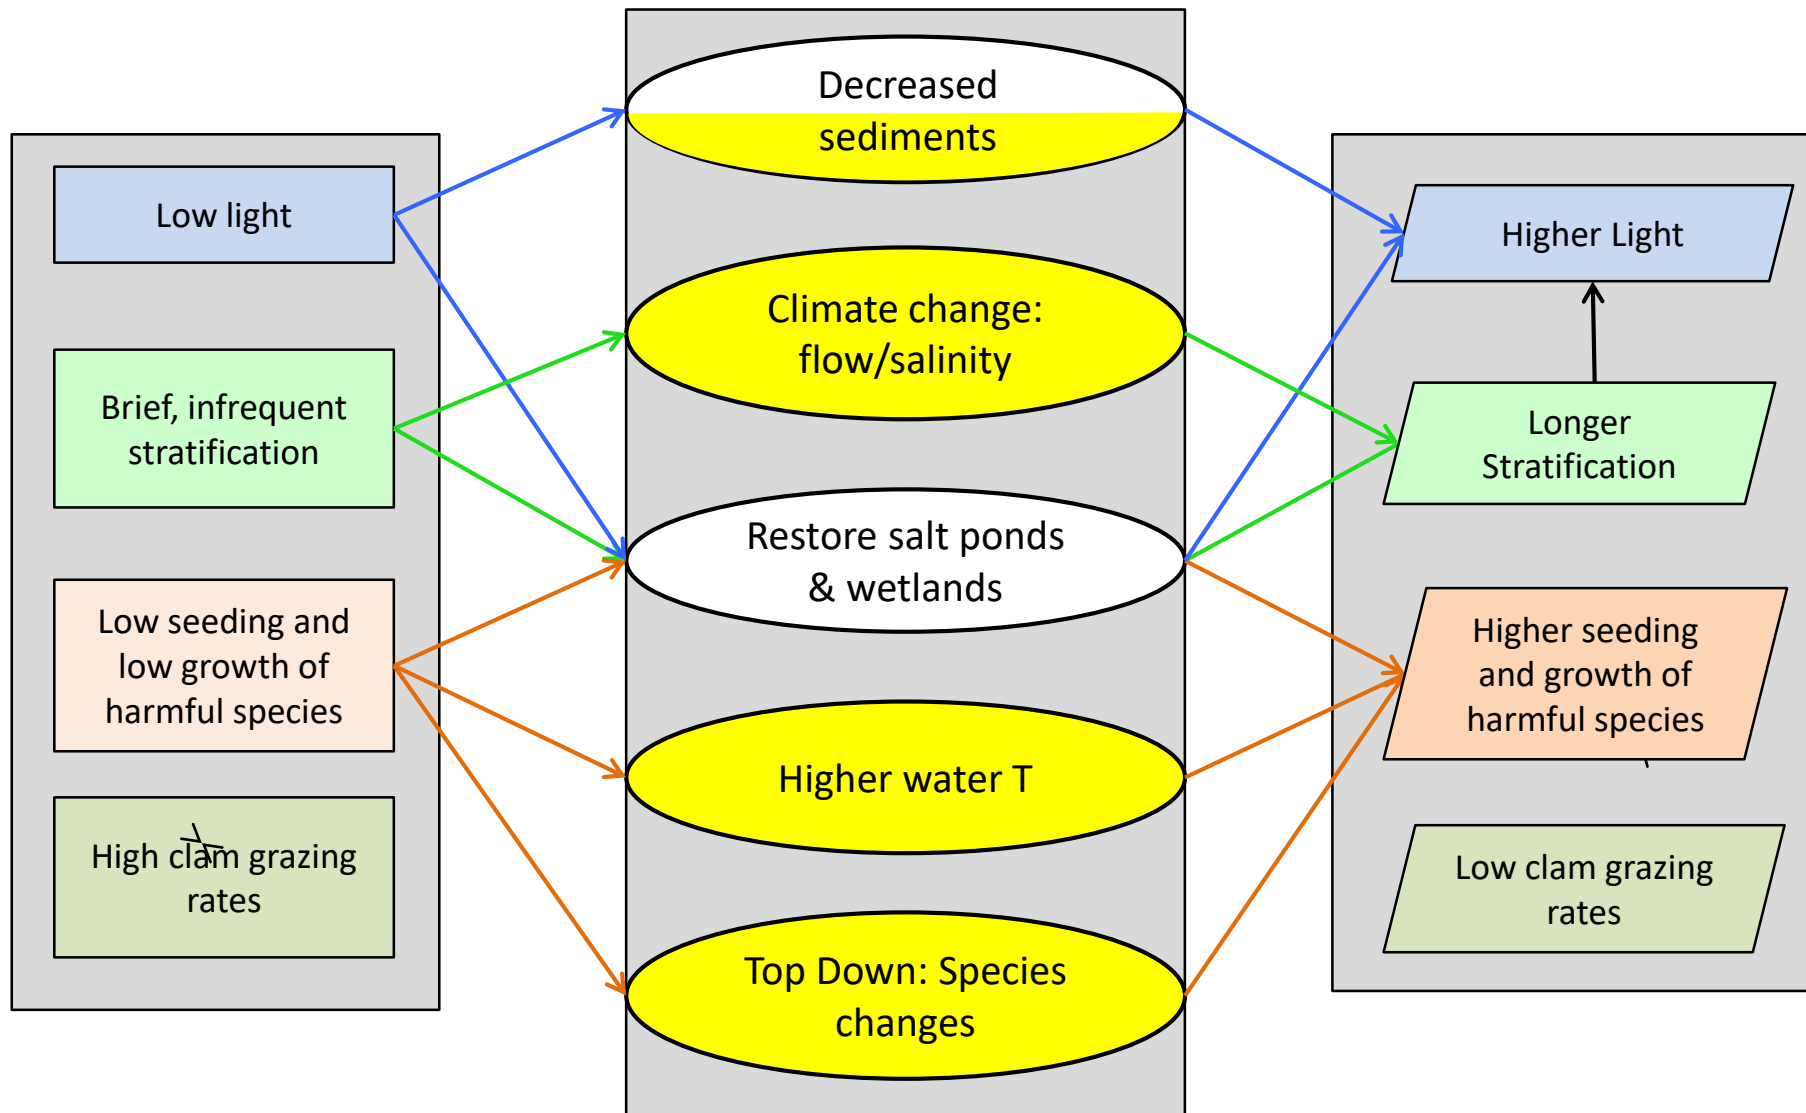 Low light
Brief, infrequent
stratification
Low seeding and
low growth of
harmful species
High clam grazing
rates
Decreased
sediments
Climate change:
flow/salinity
Restore salt ponds
& wetlands
Higher water T
Top Down: Species
changes
Higher Light
Longer
Stratification
Higher seeding
and growth of
harmful species
Low clam grazing
rates